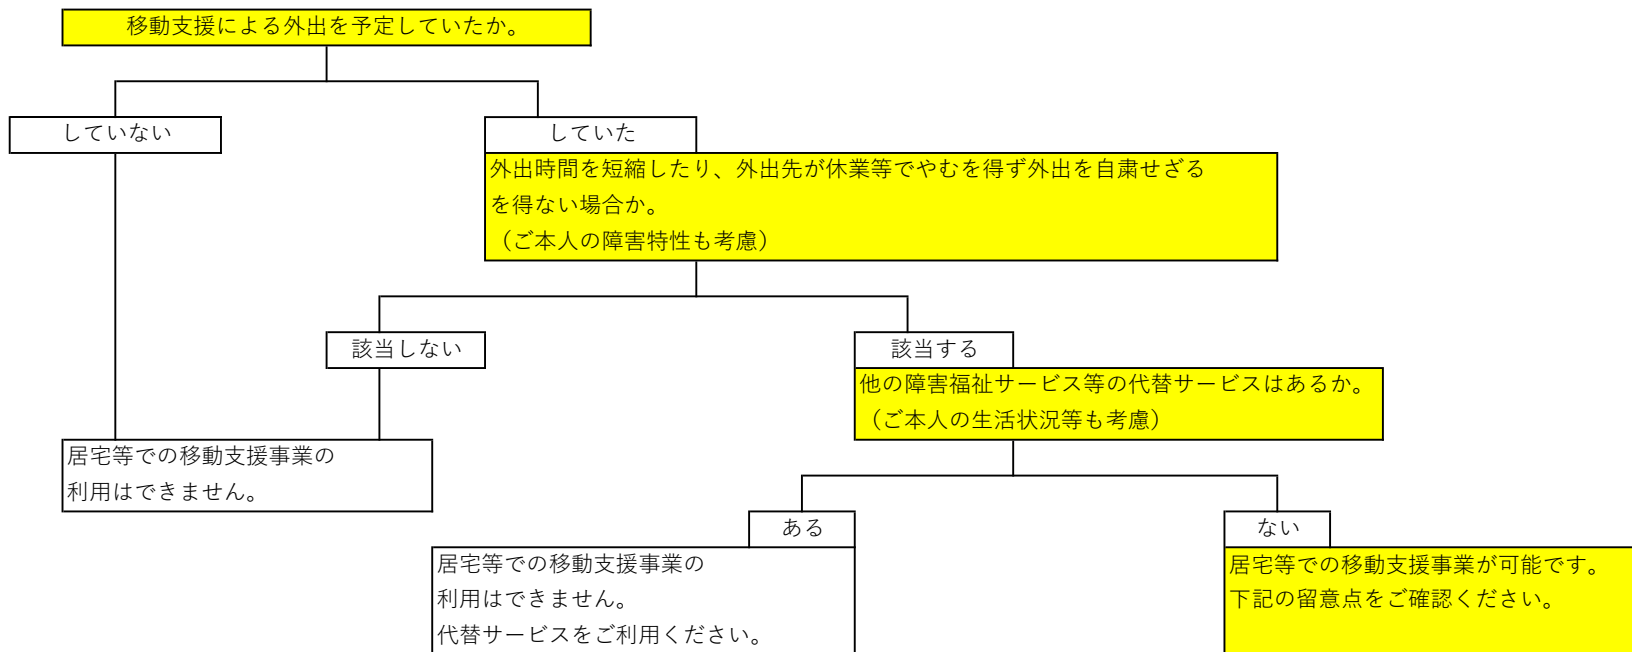 移動支援による外出を予定していたか。
していない
していた
外出時間を短縮したり、外出先が休業等でやむを得ず外出を自粛せざる
を得ない場合か。
（ご本人の障害特性も考慮）
該当しない
該当する
他の障害福祉サービス等の代替サービスはあるか。
（ご本人の生活状況等も考慮）
居宅等での移動支援事業の
利用はできません。
ある
ない
居宅等での移動支援事業の
利用はできません。
代替サービスをご利用ください。
居宅等での移動支援事業が可能です。
下記の留意点をご確認ください。